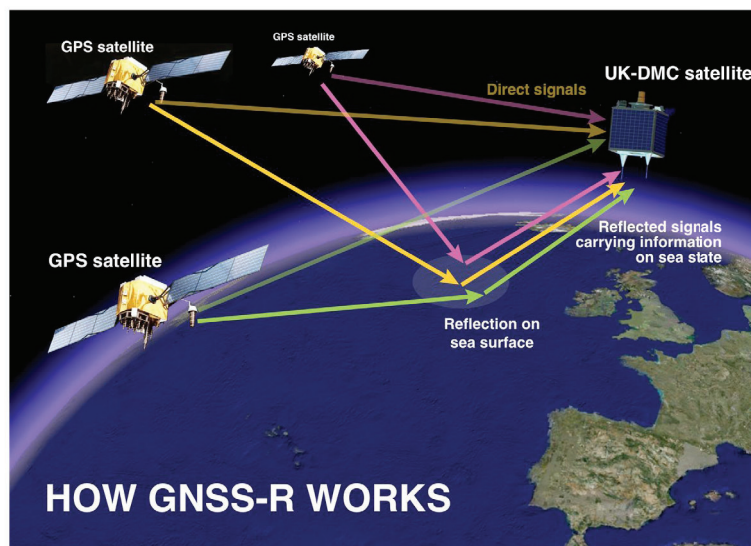 GPS satellite
GPS satellite
UK-DMC satellite
Direct signals
Reflected signals
carrying information
on sea state
GPS satellite
Reflection on
sea surface
HOW GNSS-R WORKS